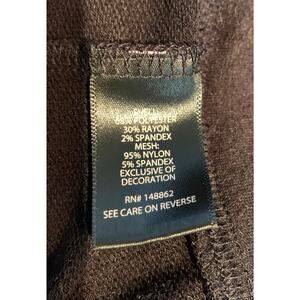 SHELL:
68% POLYESTER
30% RAYON
2% SPANDEX
MESH:
95% NYLON
5% SPANDEX
EXCLUSIVE OF
DECORATION
RN# 148862
SEE CARE ON REVERSE